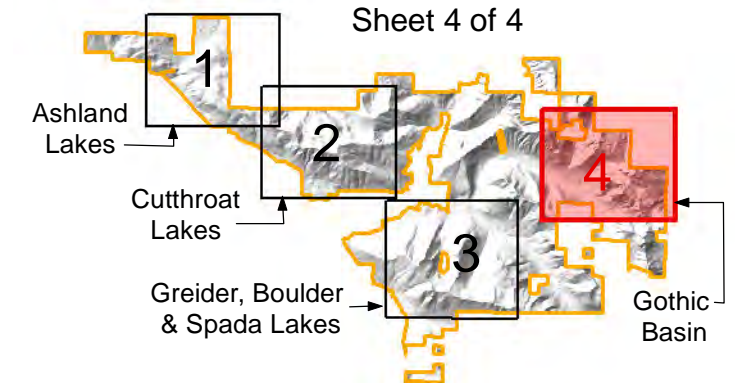 Sheet 4 of 4
1
Ashland
Lakes
2
4
Cutthroat
Lakes
3
Greider, Boulder
& Spada Lakes
Gothic
Basin